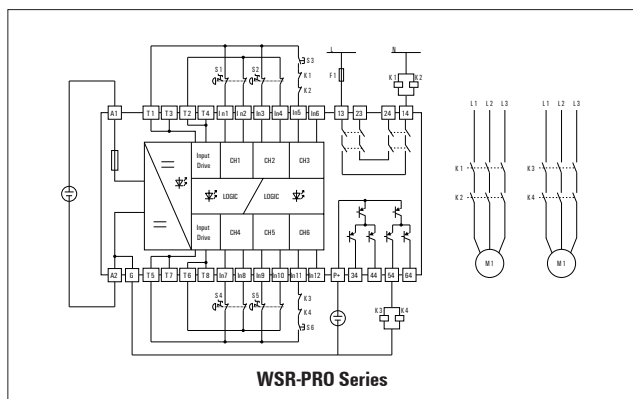 L N
S3
S1 S2 F1 K1 K2
K1
K2
L1 L2 L3 L1 L2 L3
A1 T1 T3 T2 T4 In1 In2 In3 In4 In5 In6 13 23 24 14
Input Drive CH1 CH2 CH3
K1 K3
LOGIC LOGIC
K2 K4
Input Drive CH4 CH5 CH6
M1 M1
A2 G T5 T7 T6 T8 In7 In8 In9 In10 In11 In12 P+ 34 44 54 64
S4 S5 K3
K4 K3 K4
S6
WSR-PRO Series